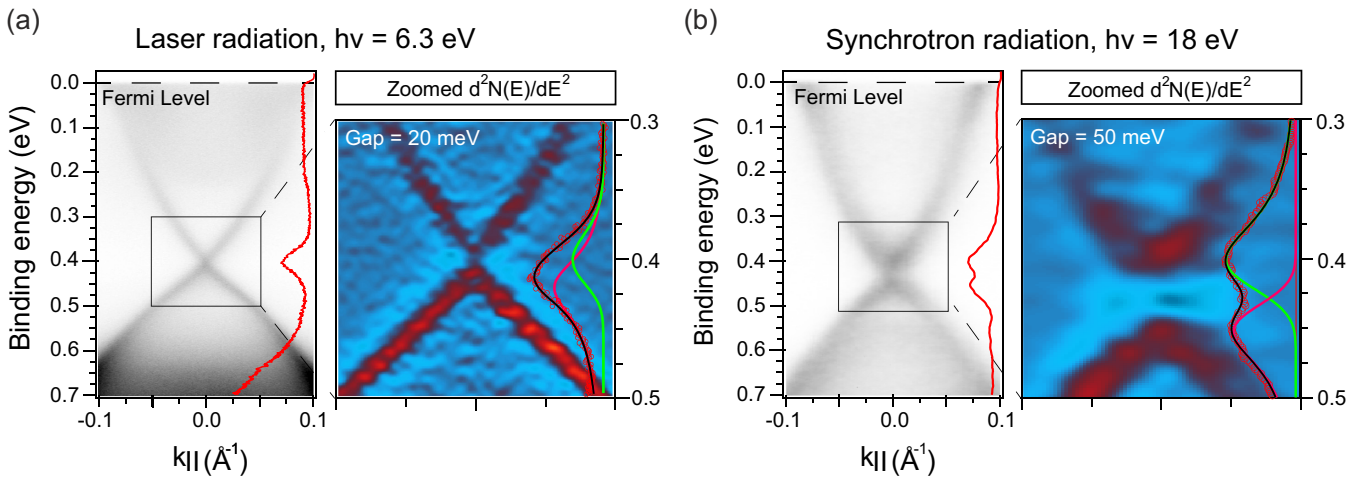 (a)
Laser radiation, hv = 6.3 eV
Zoomed d²N(E)/dE²
Fermi Level
Gap = 20 meV
Binding energy (eV)
0.0
0.1
0.2
0.3
0.4
0.5
0.6
0.7
0.3
0.4
0.5
-0.1
0.0
0.1
k|| (Å⁻¹)
(b)
Synchrotron radiation, hv = 18 eV
Zoomed d²N(E)/dE²
Fermi Level
Gap = 50 meV
Binding energy (eV)
0.0
0.1
0.2
0.3
0.4
0.5
0.6
0.7
0.3
0.4
0.5
-0.1
0.0
0.1
k|| (Å⁻¹)